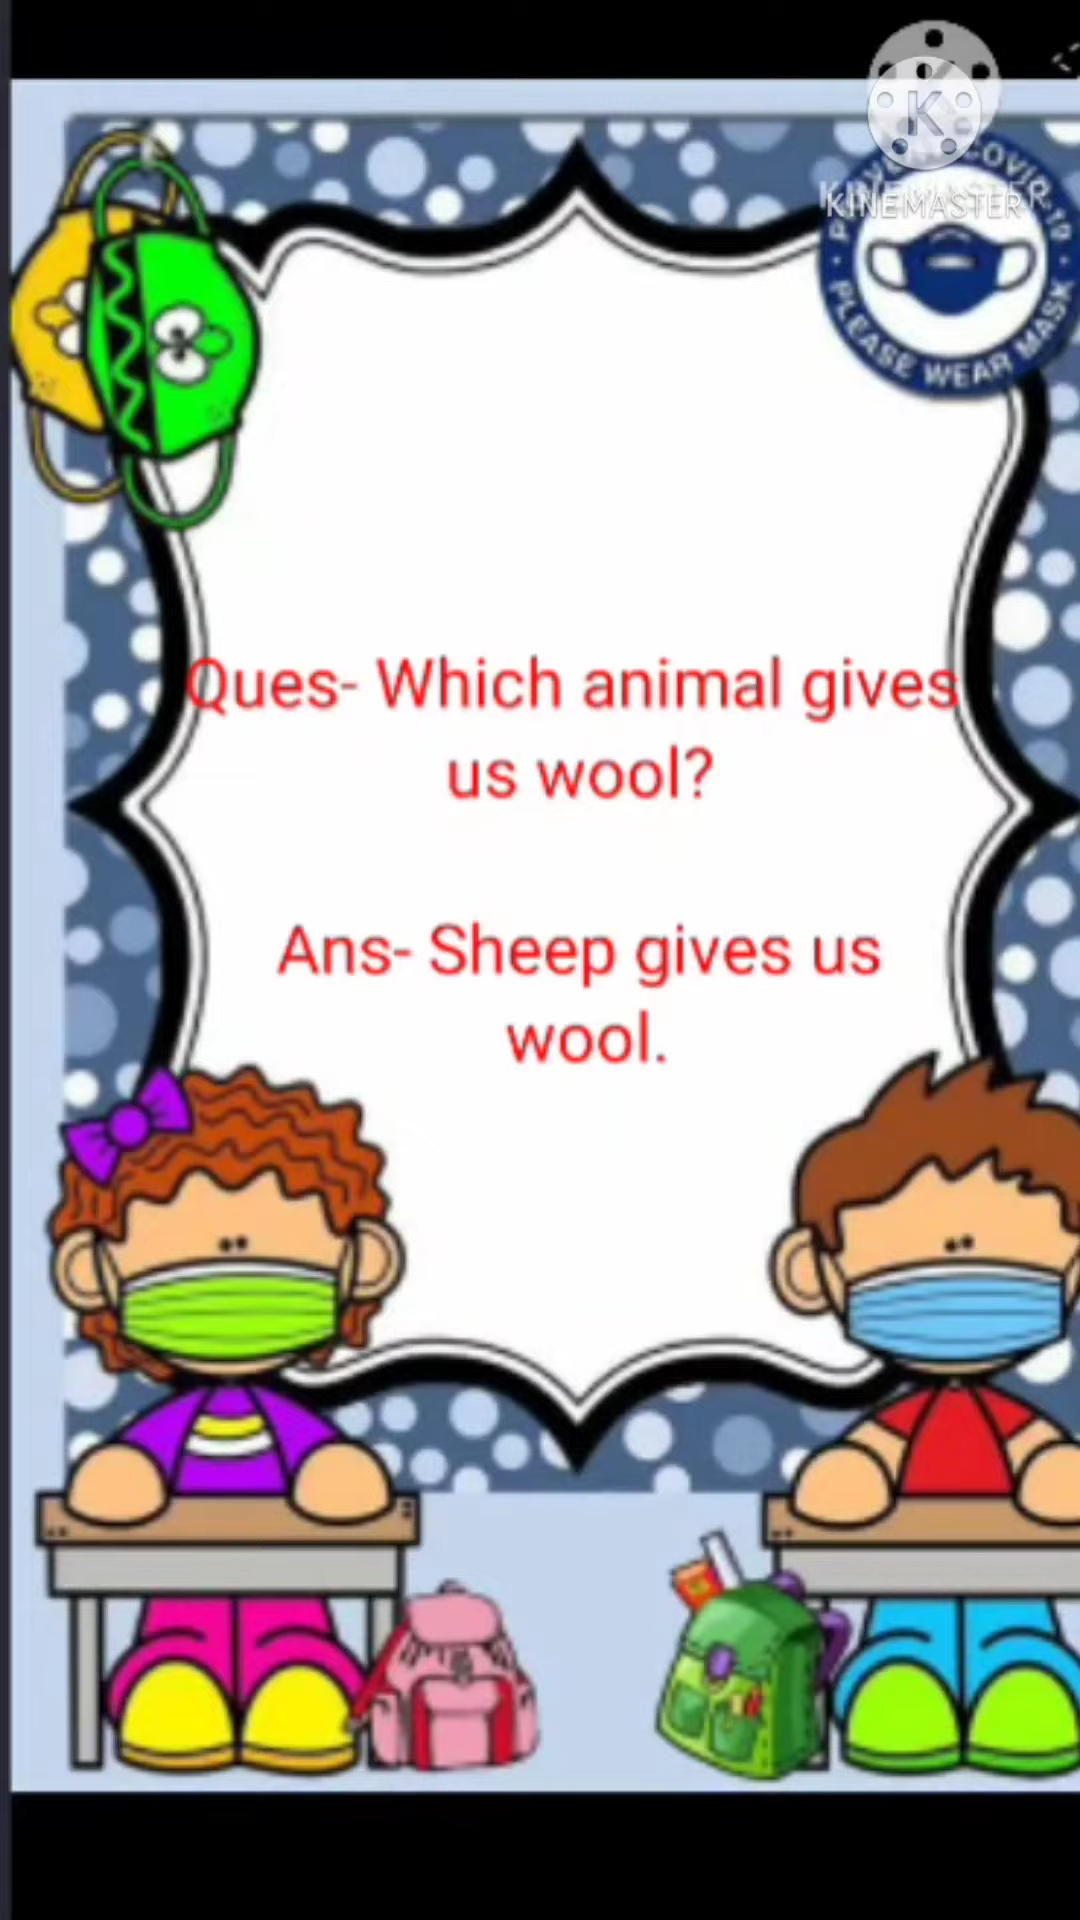 KINEMASTER
PLEASE WEAR MASK
Ques- Which animal gives
us wool?
Ans- Sheep gives us
wool.